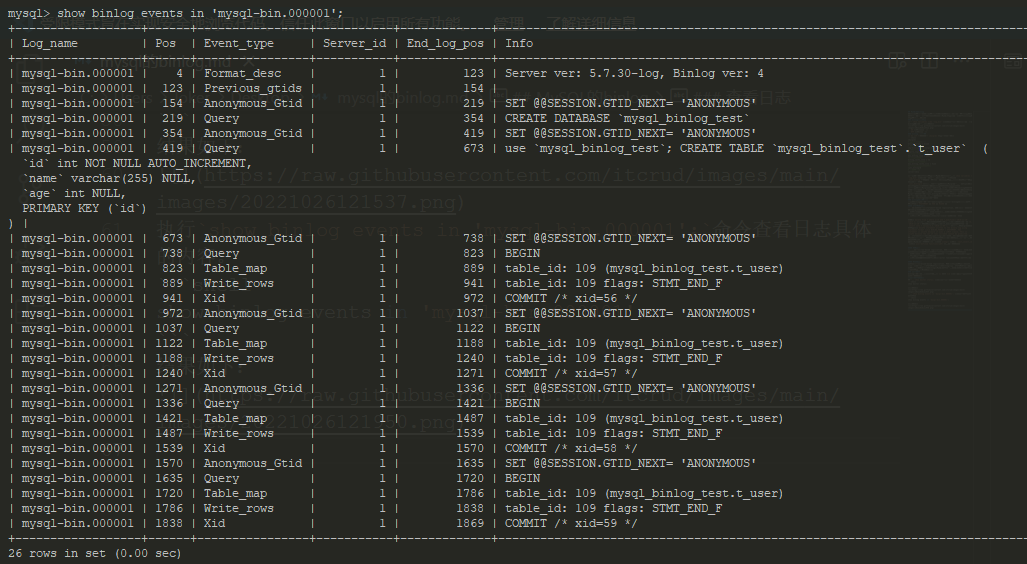 mysql> show binlog events in 'mysql-bin.000001';
+------------------+------+----------------+-----------+-------------+
| Log_name         | Pos  | Event_type     | Server_id | End_log_pos | Info
+------------------+------+----------------+-----------+-------------+
| mysql-bin.000001 |    4 | Format_desc    |         1 |         123 | Server ver: 5.7.30-log, Binlog ver: 4
| mysql-bin.000001 |  123 | Previous_gtids |         1 |         154 |
| mysql-bin.000001 |  154 | Anonymous_Gtid |         1 |         219 | SET @@SESSION.GTID_NEXT= 'ANONYMOUS'
| mysql-bin.000001 |  219 | Query          |         1 |         354 | CREATE DATABASE `mysql_binlog_test`
| mysql-bin.000001 |  354 | Anonymous_Gtid |         1 |         419 | SET @@SESSION.GTID_NEXT= 'ANONYMOUS'
| mysql-bin.000001 |  419 | Query          |         1 |         673 | use `mysql_binlog_test`; CREATE TABLE `mysql_binlog_test`.`t_user`  (
  `id` int NOT NULL AUTO_INCREMENT,
  `name` varchar(255) NULL,
  `age` int NULL,
  PRIMARY KEY (`id`)
) |
| mysql-bin.000001 |  673 | Anonymous_Gtid |         1 |         738 | SET @@SESSION.GTID_NEXT= 'ANONYMOUS'
| mysql-bin.000001 |  738 | Query          |         1 |         823 | BEGIN
| mysql-bin.000001 |  823 | Table_map      |         1 |         889 | table_id: 109 (mysql_binlog_test.t_user)
| mysql-bin.000001 |  889 | Write_rows     |         1 |         941 | table_id: 109 flags: STMT_END_F
| mysql-bin.000001 |  941 | Xid            |         1 |         972 | COMMIT /* xid=56 */
| mysql-bin.000001 |  972 | Anonymous_Gtid |         1 |        1037 | SET @@SESSION.GTID_NEXT= 'ANONYMOUS'
| mysql-bin.000001 | 1037 | Query          |         1 |        1122 | BEGIN
| mysql-bin.000001 | 1122 | Table_map      |         1 |        1188 | table_id: 109 (mysql_binlog_test.t_user)
| mysql-bin.000001 | 1188 | Write_rows     |         1 |        1240 | table_id: 109 flags: STMT_END_F
| mysql-bin.000001 | 1240 | Xid            |         1 |        1271 | COMMIT /* xid=57 */
| mysql-bin.000001 | 1271 | Anonymous_Gtid |         1 |        1336 | SET @@SESSION.GTID_NEXT= 'ANONYMOUS'
| mysql-bin.000001 | 1336 | Query          |         1 |        1421 | BEGIN
| mysql-bin.000001 | 1421 | Table_map      |         1 |        1487 | table_id: 109 (mysql_binlog_test.t_user)
| mysql-bin.000001 | 1487 | Write_rows     |         1 |        1539 | table_id: 109 flags: STMT_END_F
| mysql-bin.000001 | 1539 | Xid            |         1 |        1570 | COMMIT /* xid=58 */
| mysql-bin.000001 | 1570 | Anonymous_Gtid |         1 |        1635 | SET @@SESSION.GTID_NEXT= 'ANONYMOUS'
| mysql-bin.000001 | 1635 | Query          |         1 |        1720 | BEGIN
| mysql-bin.000001 | 1720 | Table_map      |         1 |        1786 | table_id: 109 (mysql_binlog_test.t_user)
| mysql-bin.000001 | 1786 | Write_rows     |         1 |        1838 | table_id: 109 flags: STMT_END_F
| mysql-bin.000001 | 1838 | Xid            |         1 |        1869 | COMMIT /* xid=59 */
+------------------+------+----------------+-----------+-------------+
26 rows in set (0.00 sec)